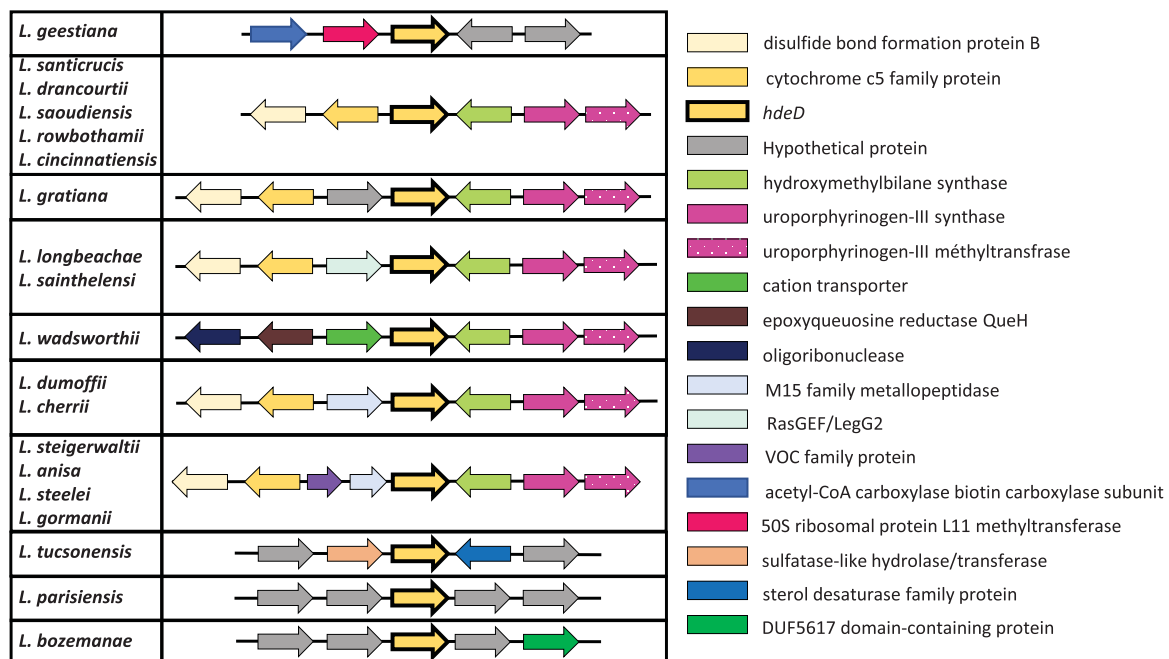 L. geestiana
L. santicrucis
L. drancourtii
L. saoudiensis
L. rowbothamii
L. cincinnatiensis
L. gratiana
L. longbeachae
L. sainthelensi
L. wadsworthii
L. dumoffii
L. cherrii
L. steigerwaltii
L. anisa
L. steelei
L. gormanii
L. tucsonensis
L. parisiensis
L. bozemanae
disulfide bond formation protein B
cytochrome c5 family protein
hdeD
Hypothetical protein
hydroxymethylbilane synthase
uroporphyrinogen-III synthase
uroporphyrinogen-III méthyltransfrase
cation transporter
epoxyqueuosine reductase QueH
oligoribonuclease
M15 family metallopeptidase
RasGEF/LegG2
VOC family protein
acetyl-CoA carboxylase biotin carboxylase subunit
50S ribosomal protein L11 methyltransferase
sulfatase-like hydrolase/transferase
sterol desaturase family protein
DUF5617 domain-containing protein